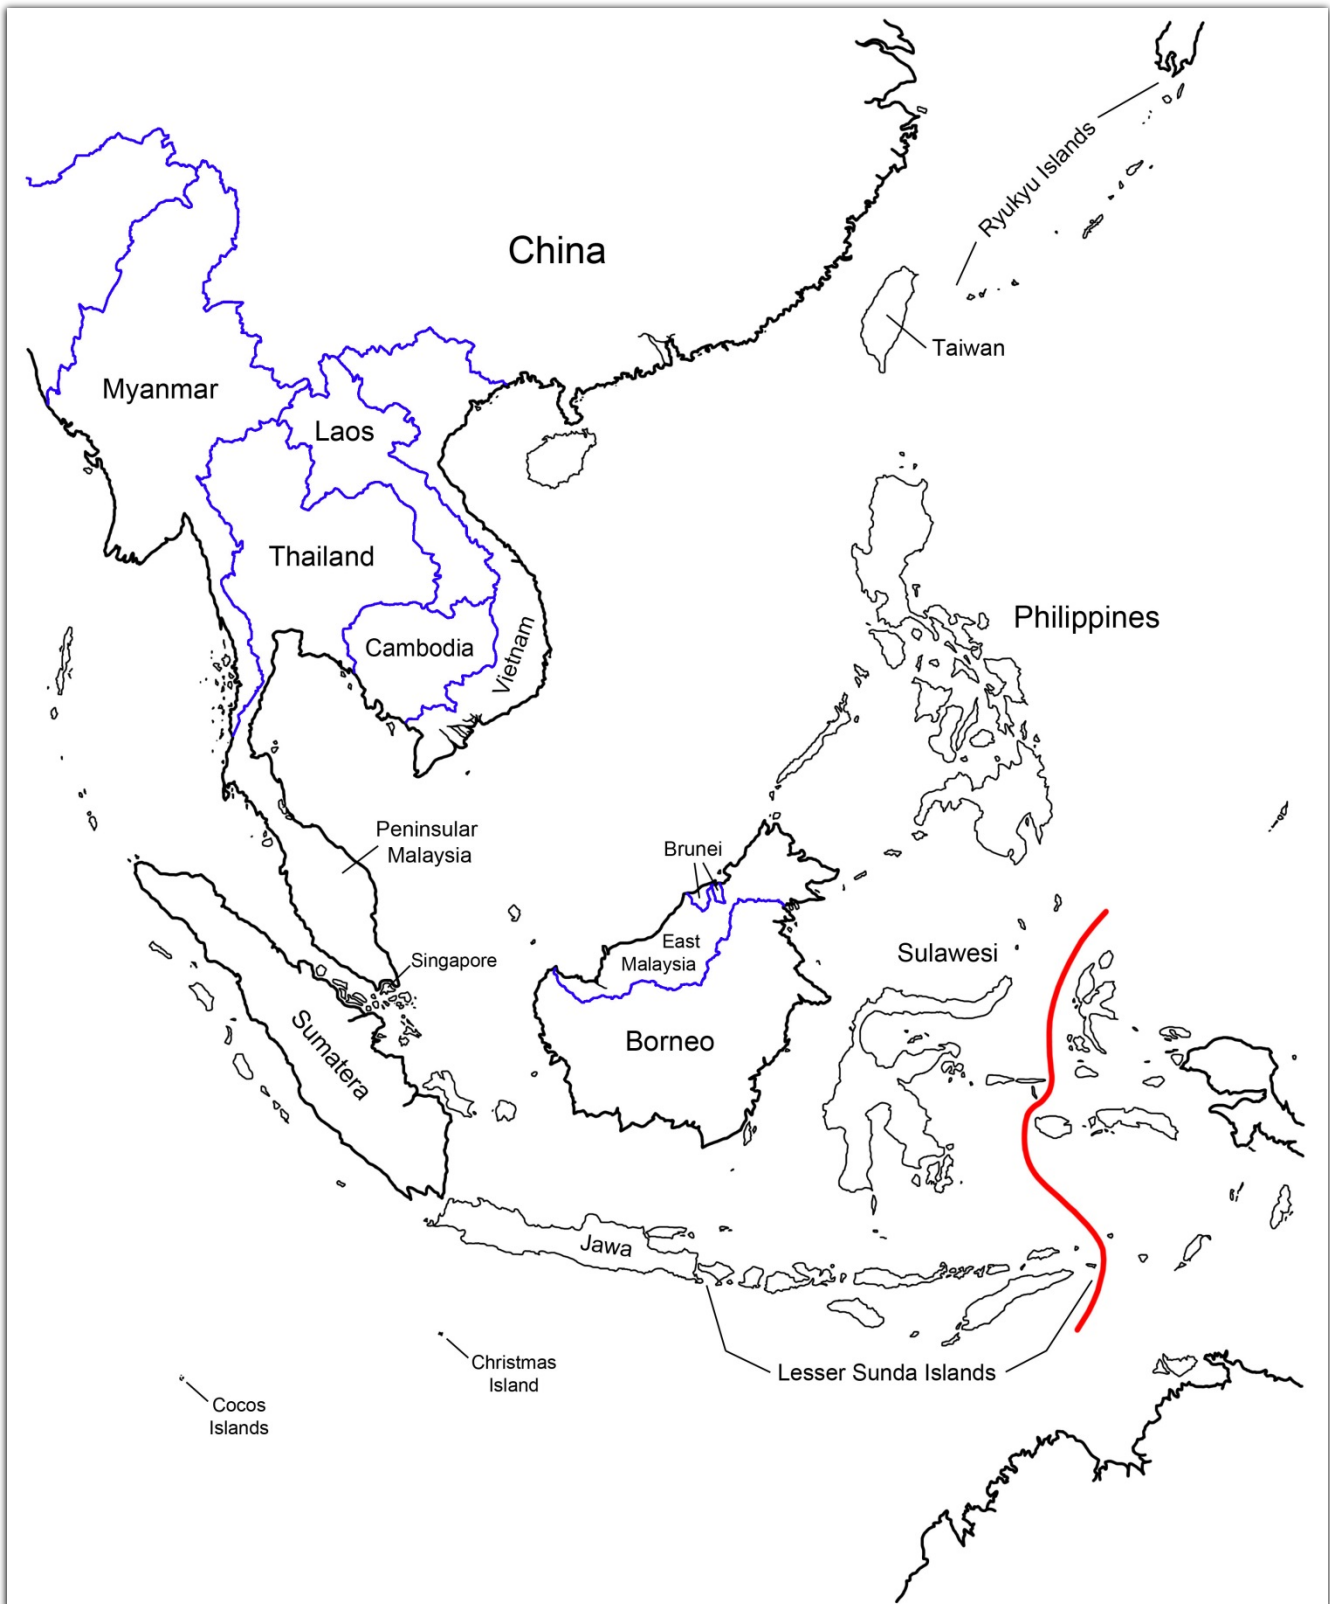 Ryukyu Islands
China
Taiwan
Myanmar
Laos
Thailand
Philippines
Cambodia
Vietnam
Peninsular
Malaysia
Brunei
East
Malaysia
Sulawesi
Singapore
Sumatera
Borneo
Jawa
Christmas
Island
Lesser Sunda Islands
Cocos
Islands